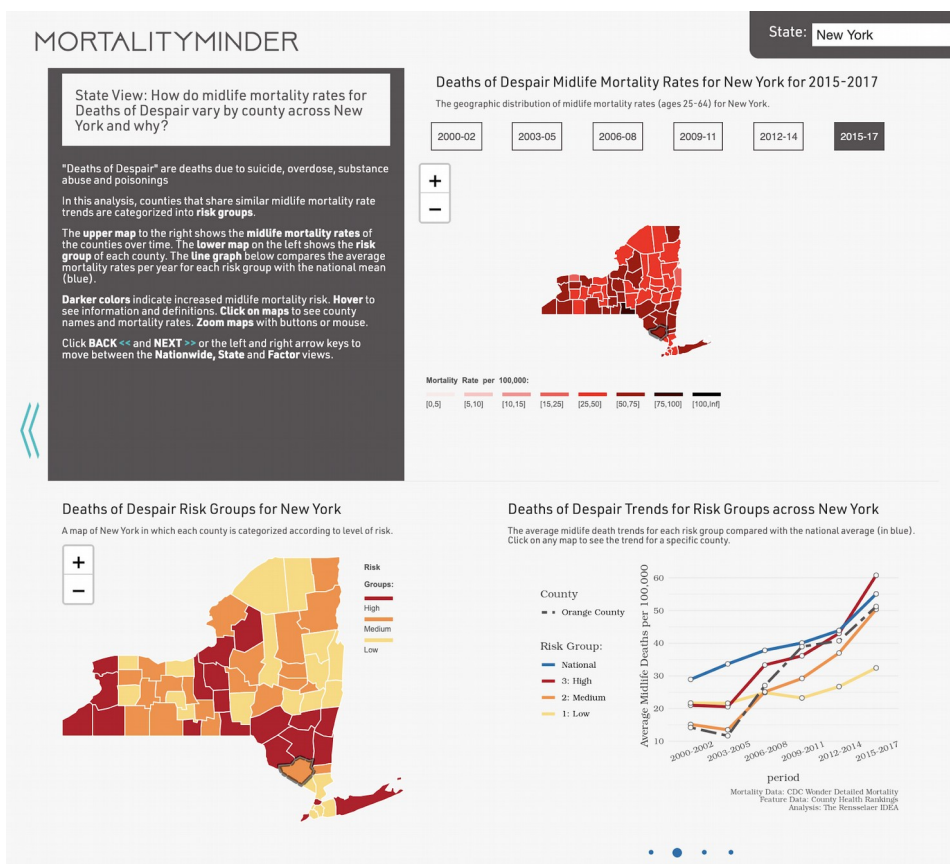 MORTALITYMINDER
State: New York
State View: How do midlife mortality rates for
Deaths of Despair vary by county across New
York and why?
"Deaths of Despair" are deaths due to suicide, overdose, substance
abuse and poisonings
In this analysis, counties that share similar midlife mortality rate
trends are categorized into risk groups.
The upper map to the right shows the midlife mortality rates of
the counties over time. The lower map on the left shows the risk
group of each county. The line graph below compares the average
mortality rates per year for each risk group with the national mean
(blue).
Darker colors indicate increased midlife mortality risk. Hover to
see information and definitions. Click on maps to see county
names and mortality rates. Zoom maps with buttons or mouse.
Click BACK << and NEXT >> or the left and right arrow keys to
move between the Nationwide, State and Factor views.
Deaths of Despair Midlife Mortality Rates for New York for 2015-2017
The geographic distribution of midlife mortality rates (ages 25-64) for New York.
2000-02 2003-05 2006-08 2009-11 2012-14 2015-17
+
−
Mortality Rate per 100,000:
[0,5] [5,10] [10,15] [15,25] [25,50] [50,75] [75,100] [100,Inf]
Deaths of Despair Risk Groups for New York
A map of New York in which each county is categorized according to level of risk.
+
−
Risk
Groups:
High
Medium
Low
Deaths of Despair Trends for Risk Groups across New York
The average midlife death trends for each risk group compared with the national average (in blue).
Click on any map to see the trend for a specific county.
County
Orange County
Risk Group:
National
3: High
2: Medium
1: Low
Average Midlife Deaths per 100,000
60
50
40
30
20
10
2000-2002 2003-2005 2006-2008 2009-2011 2012-2014 2015-2017
period
Mortality Data: CDC Wonder Detailed Mortality
Feature Data: County Health Rankings
Analysis: The Rensselaer IDEA